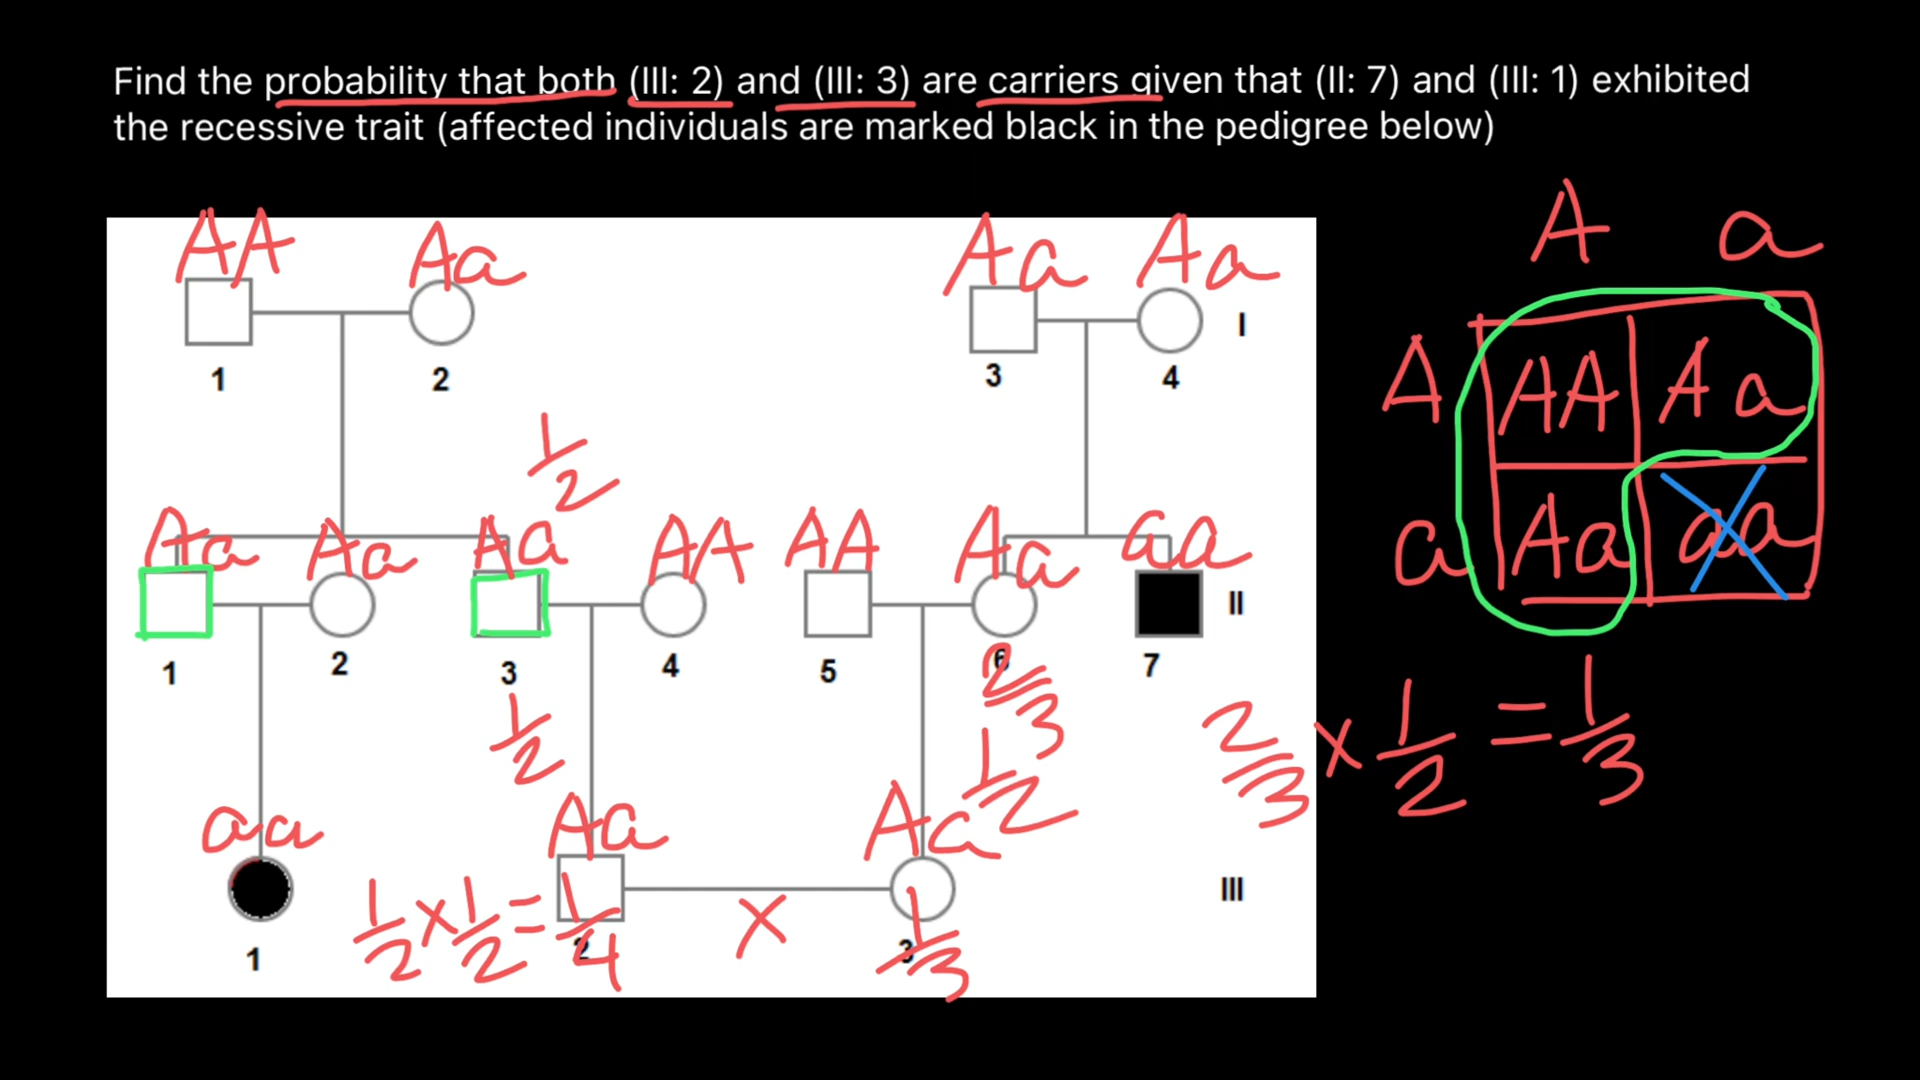 Find the probability that both (III: 2) and (III: 3) are carriers given that (II: 7) and (III: 1) exhibited
the recessive trait (affected individuals are marked black in the pedigree below)
A a
AA Aa Aa Aa
I
1 2 3 4
A AA Aa
1/2
Aa Aa Aa AA AA Aa aa
a Aa aa
II
1 2 3 4 5 6 7
1/2 2/3
2/3 × 1/2 = 1/3
1/2
aa Aa Aa
III
1/2 × 1/2 = 1/4 × 1/3
1 2 3